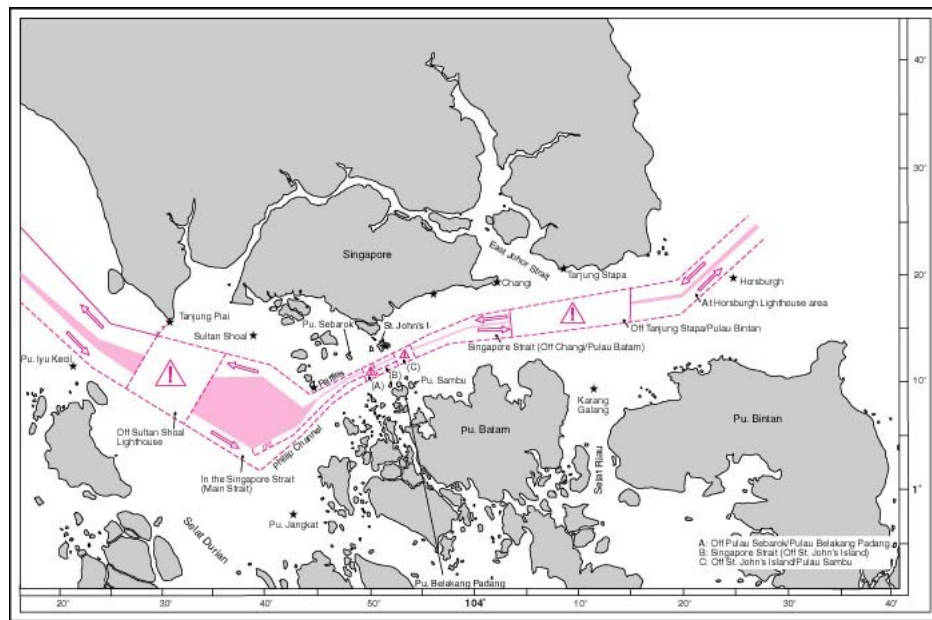 40´
30´
East Johor Strait
Singapore
Tanjung Stapa
Changi
Horsburgh
20´
Tanjung Piai
Pu. Sebarok
St. John's I
At Horsburgh Lighthouse area
Sultan Shoal
Off Tanjung Stapa/Pulau Bintan
Singapore Strait (Off Changi/Pulau Batam)
Pu. Iyu Kecil
Raffles
(C)
(B)
(A)
Pu. Sambu
10´
Karang
Galang
Off Sultan Shoal
Lighthouse
Philip Channel
Pu. Batam
Pu. Bintan
In the Singapore Strait
(Main Strait)
Selat Riau
1°
Pu. Jangkat
Selat Durian
A: Off Pulau Sebarok/Pulau Belakang Padang
B: Singapore Strait (Off St. John's Island)
C: Off St. John's Island/Pulau Sambu
Pu. Belakang Padang
20´ 30´ 40´ 50´ 104° 10´ 20´ 30´ 40´